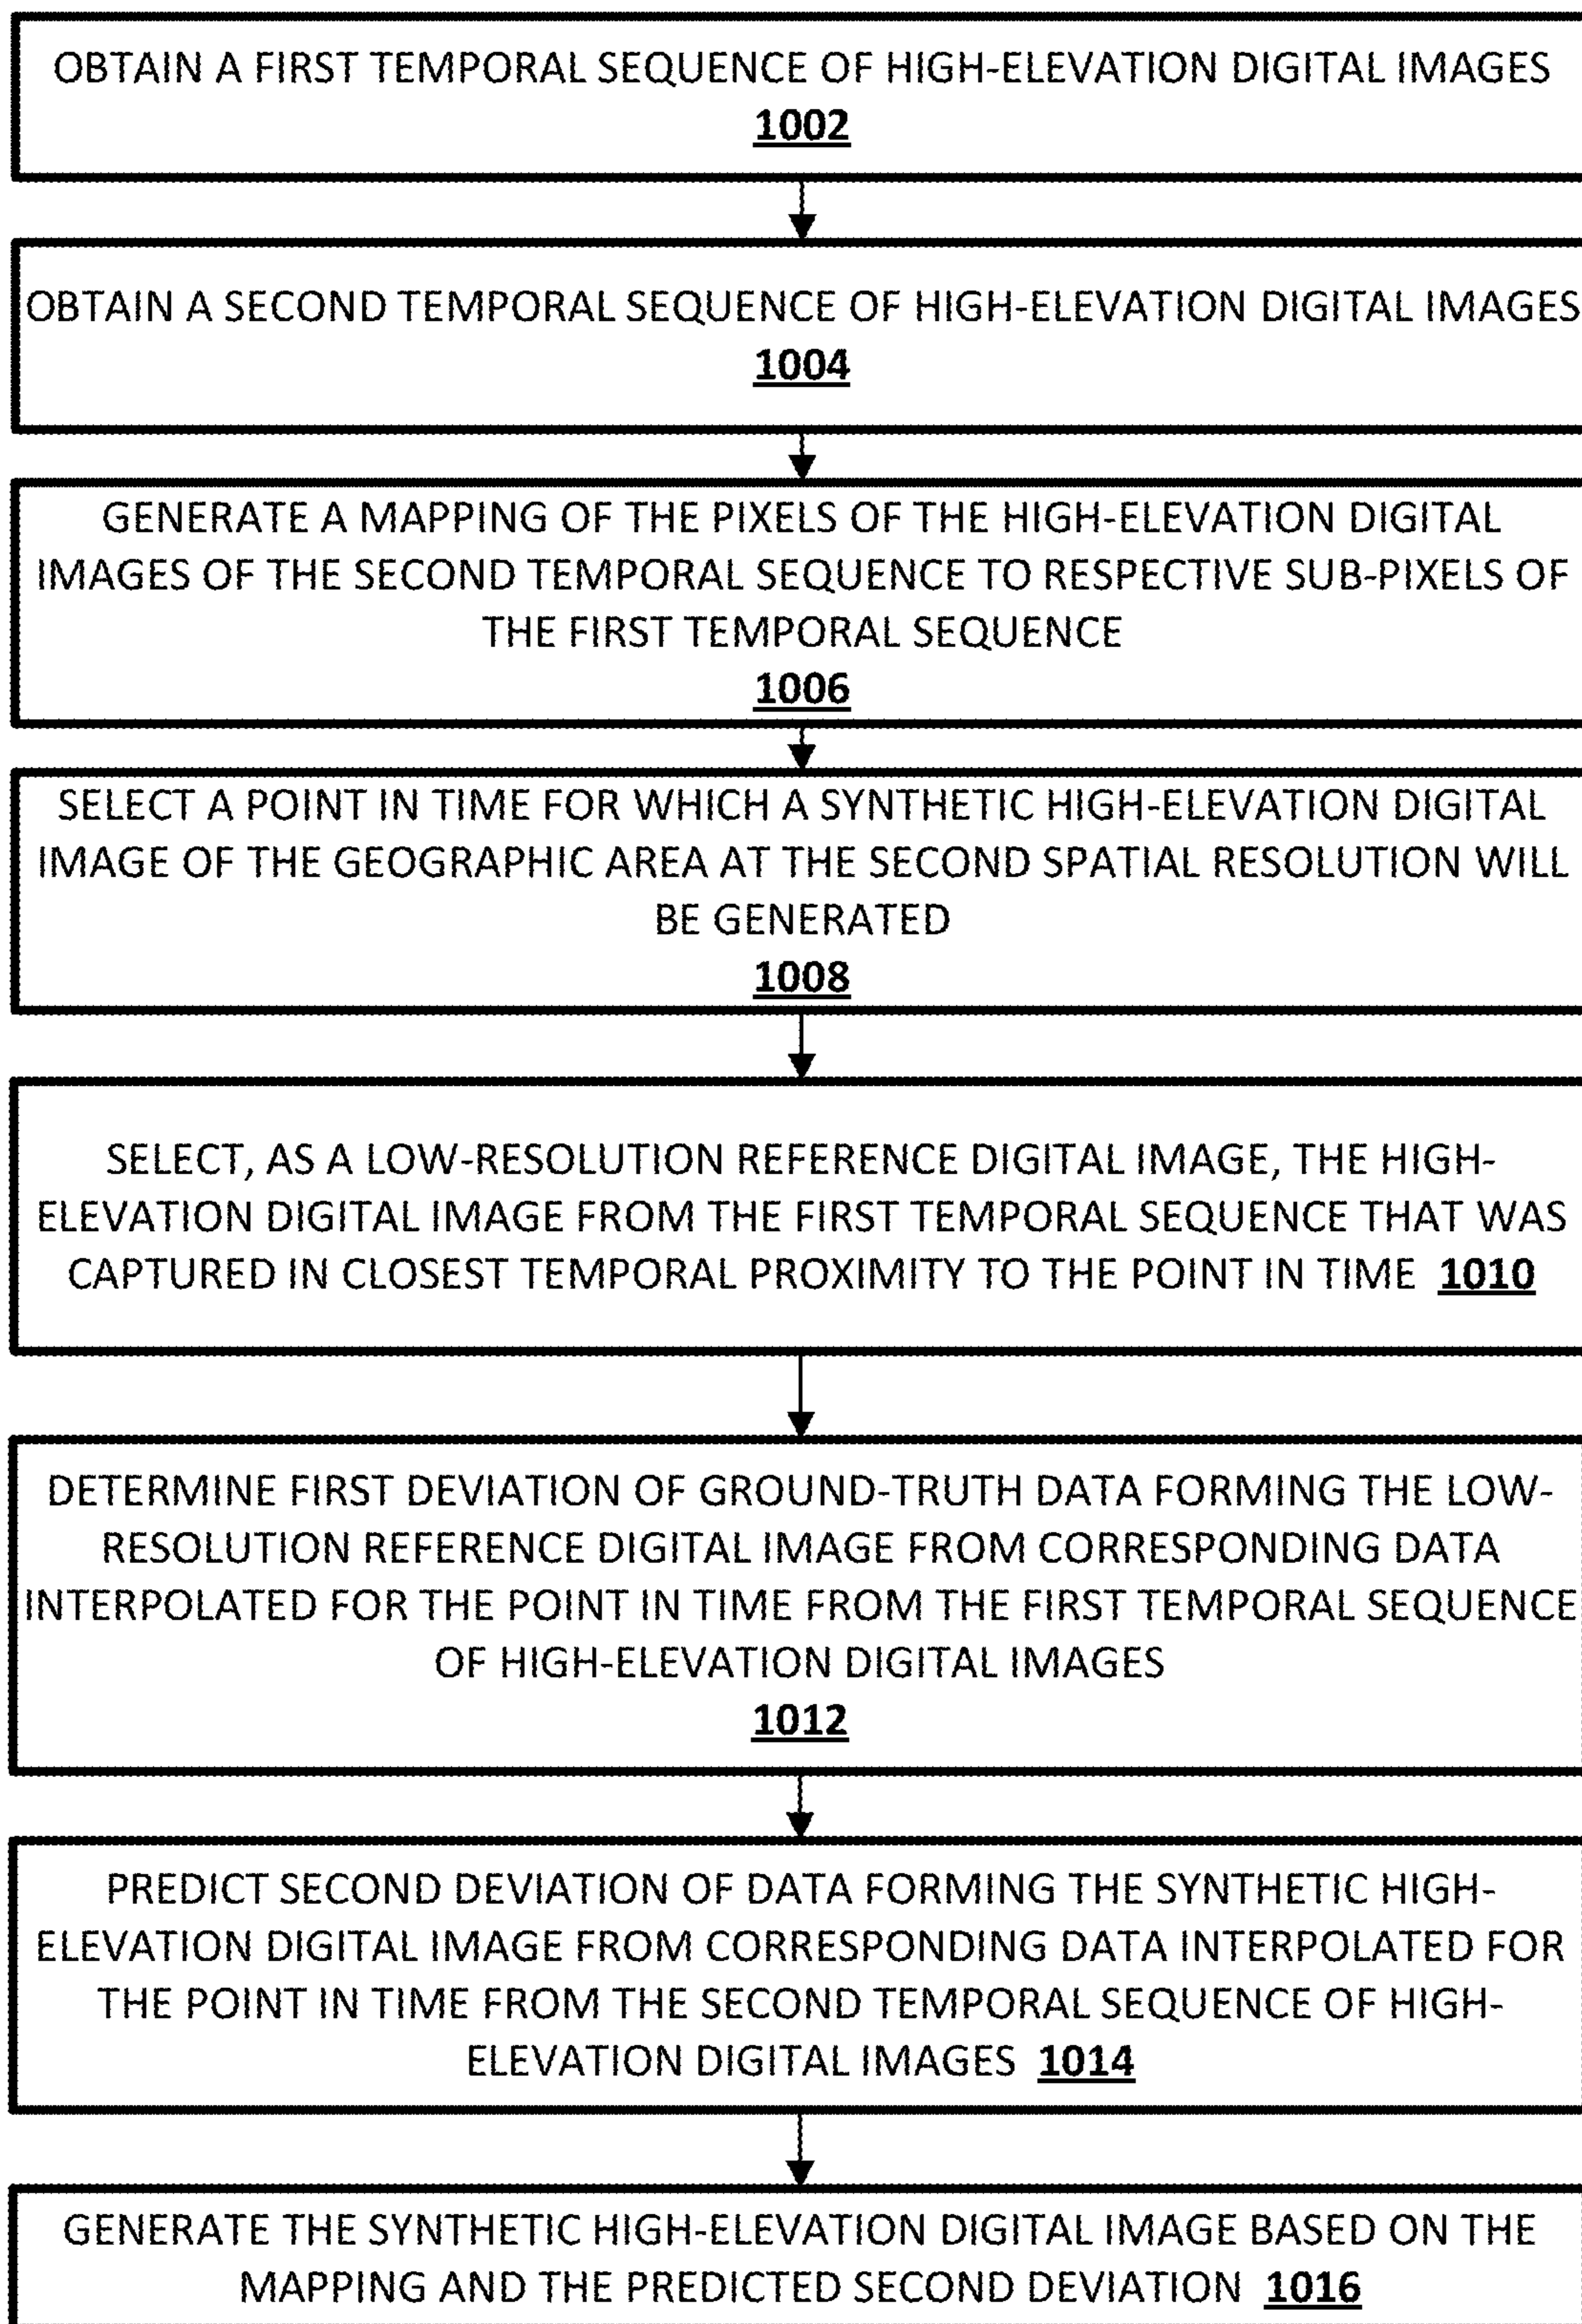 OBTAIN A FIRST TEMPORAL SEQUENCE OF HIGH-ELEVATION DIGITAL IMAGES
1002
OBTAIN A SECOND TEMPORAL SEQUENCE OF HIGH-ELEVATION DIGITAL IMAGES
1004
GENERATE A MAPPING OF THE PIXELS OF THE HIGH-ELEVATION DIGITAL
IMAGES OF THE SECOND TEMPORAL SEQUENCE TO RESPECTIVE SUB-PIXELS OF
THE FIRST TEMPORAL SEQUENCE
1006
SELECT A POINT IN TIME FOR WHICH A SYNTHETIC HIGH-ELEVATION DIGITAL
IMAGE OF THE GEOGRAPHIC AREA AT THE SECOND SPATIAL RESOLUTION WILL
BE GENERATED
1008
SELECT, AS A LOW-RESOLUTION REFERENCE DIGITAL IMAGE, THE HIGH-
ELEVATION DIGITAL IMAGE FROM THE FIRST TEMPORAL SEQUENCE THAT WAS
CAPTURED IN CLOSEST TEMPORAL PROXIMITY TO THE POINT IN TIME 1010
DETERMINE FIRST DEVIATION OF GROUND-TRUTH DATA FORMING THE LOW-
RESOLUTION REFERENCE DIGITAL IMAGE FROM CORRESPONDING DATA
INTERPOLATED FOR THE POINT IN TIME FROM THE FIRST TEMPORAL SEQUENCE
OF HIGH-ELEVATION DIGITAL IMAGES
1012
PREDICT SECOND DEVIATION OF DATA FORMING THE SYNTHETIC HIGH-
ELEVATION DIGITAL IMAGE FROM CORRESPONDING DATA INTERPOLATED FOR
THE POINT IN TIME FROM THE SECOND TEMPORAL SEQUENCE OF HIGH-
ELEVATION DIGITAL IMAGES 1014
GENERATE THE SYNTHETIC HIGH-ELEVATION DIGITAL IMAGE BASED ON THE
MAPPING AND THE PREDICTED SECOND DEVIATION 1016